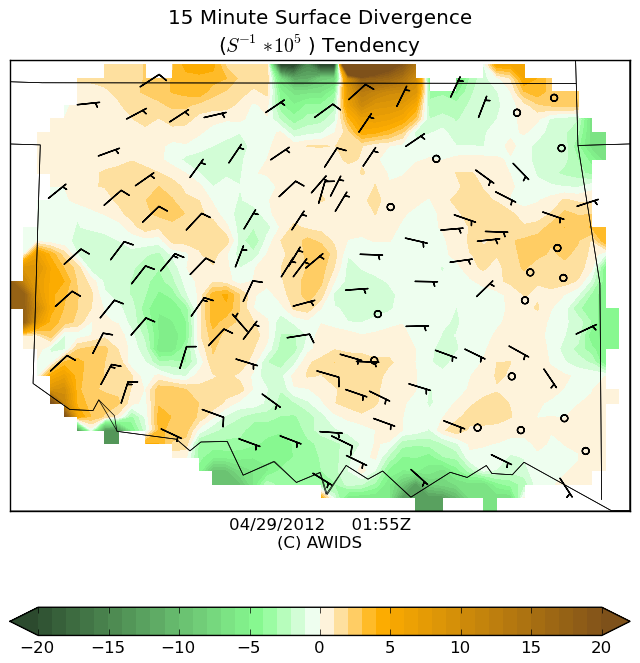 15 Minute Surface Divergence
(S⁻¹ *10⁵ ) Tendency
04/29/2012 01:55Z
(C) AWIDS
−20 −15 −10 −5 0 5 10 15 20